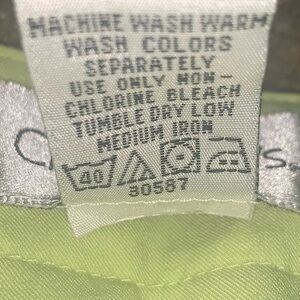 MACHINE WASH WARM
WASH COLORS
SEPARATELY
USE ONLY NON-
CHLORINE BLEACH
TUMBLE DRY LOW
MEDIUM IRON
40
30587